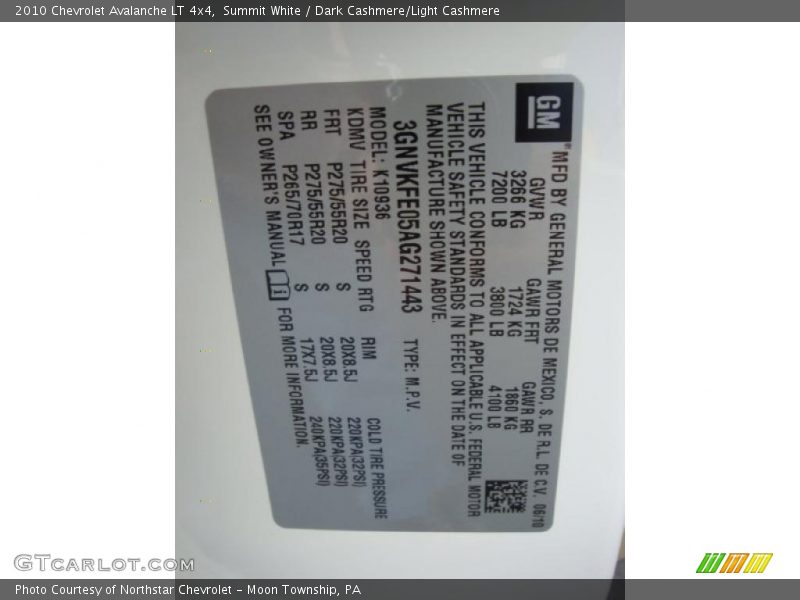 2010 Chevrolet Avalanche LT 4x4, Summit White / Dark Cashmere/Light Cashmere
GM® MFD BY GENERAL MOTORS DE MEXICO, S. DE R.L. DE C.V. 06/10
GVWR GAWR FRT GAWR RR
3266 KG 1724 KG 1860 KG
7200 LB 3800 LB 4100 LB
THIS VEHICLE CONFORMS TO ALL APPLICABLE U.S. FEDERAL MOTOR
VEHICLE SAFETY STANDARDS IN EFFECT ON THE DATE OF
MANUFACTURE SHOWN ABOVE.
3GNVKFE05AG271443 TYPE: M.P.V.
MODEL: K10936
KDMV TIRE SIZE SPEED RTG RIM COLD TIRE PRESSURE
FRT P275/55R20 S 20X8.5J 220KPA(32PSI)
RR P275/55R20 S 20X8.5J 220KPA(32PSI)
SPA P265/70R17 S 17X7.5J 240KPA(35PSI)
SEE OWNER'S MANUAL FOR MORE INFORMATION.
GTcarlot.com
Photo Courtesy of Northstar Chevrolet - Moon Township, PA